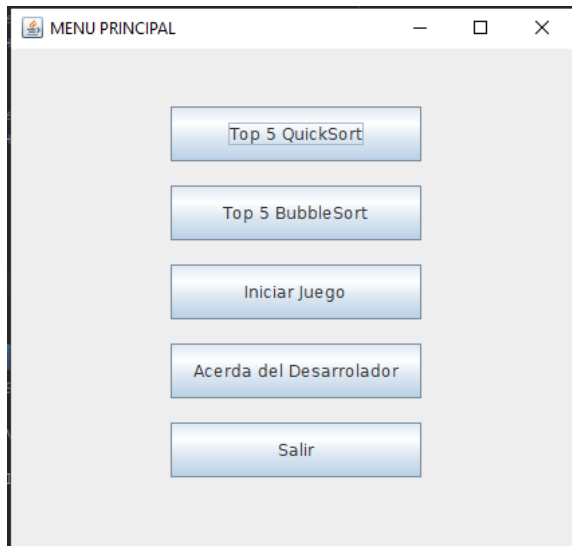 MENU PRINCIPAL
Top 5 QuickSort
Top 5 BubbleSort
Iniciar Juego
Acerda del Desarrolador
Salir